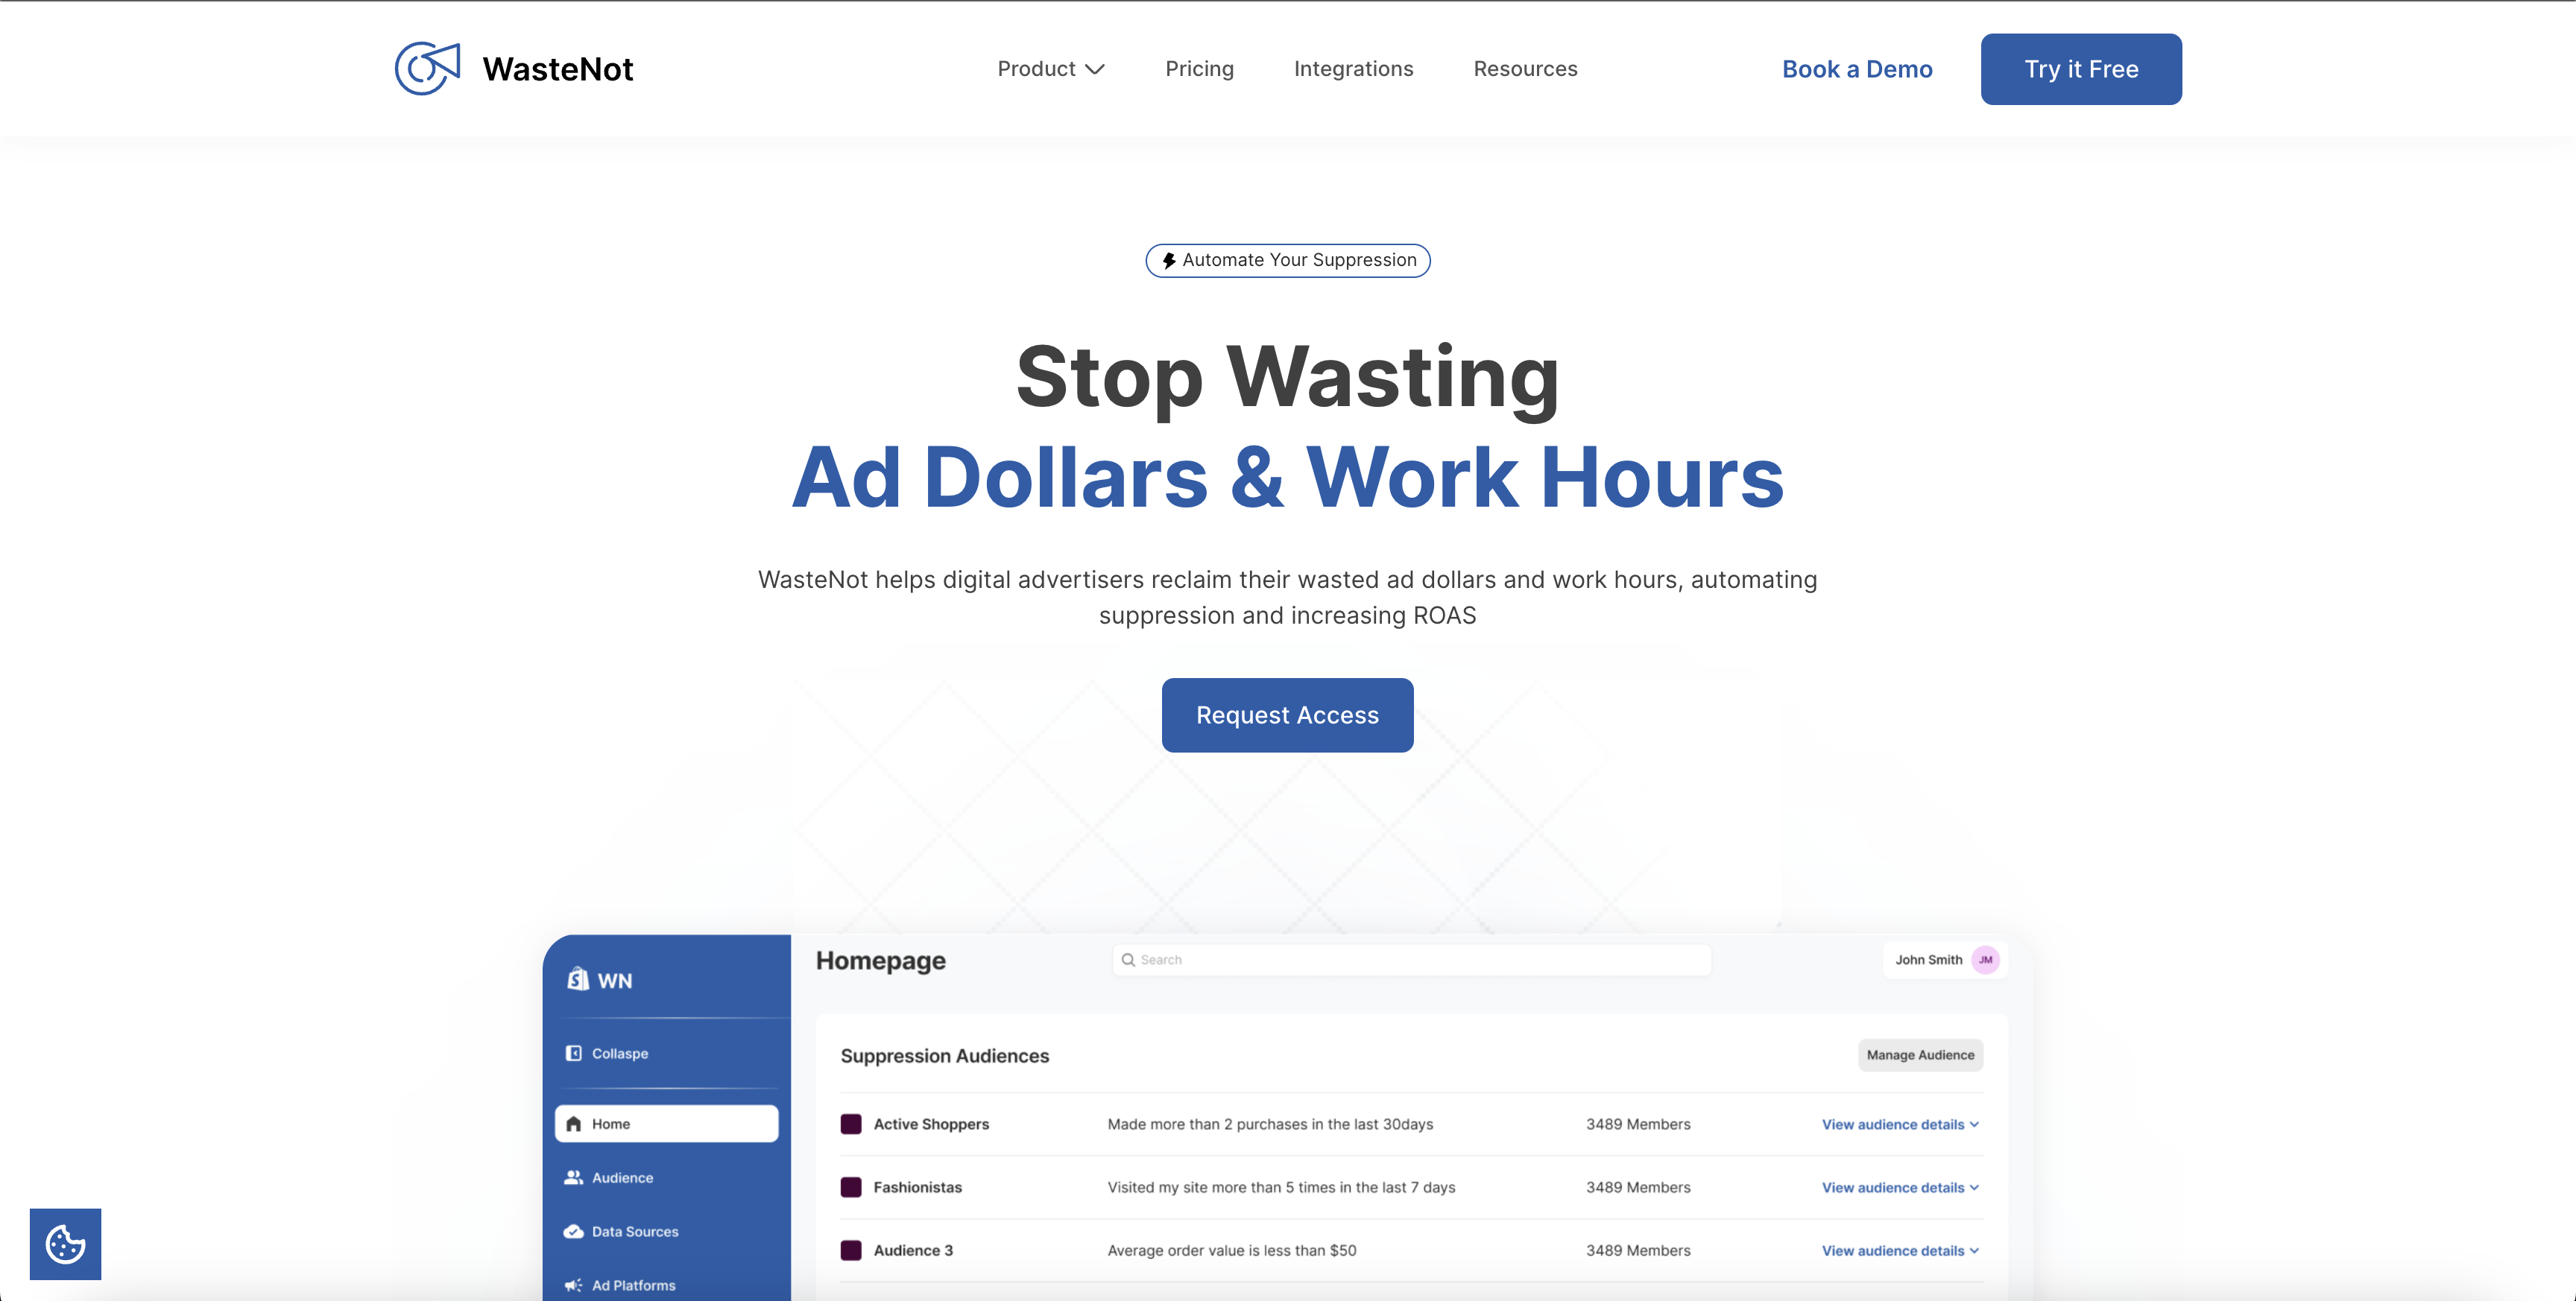 WasteNot
Product
Pricing
Integrations
Resources
Book a Demo
Try it Free
Automate Your Suppression
Stop Wasting
Ad Dollars & Work Hours
WasteNot helps digital advertisers reclaim their wasted ad dollars and work hours, automating
suppression and increasing ROAS
Request Access
WN
Collaspe
Home
Audience
Data Sources
Ad Platforms
Homepage
Search
John Smith
JM
Suppression Audiences
Manage Audience
Active Shoppers Made more than 2 purchases in the last 30days 3489 Members View audience details
Fashionistas Visited my site more than 5 times in the last 7 days 3489 Members View audience details
Audience 3 Average order value is less than $50 3489 Members View audience details